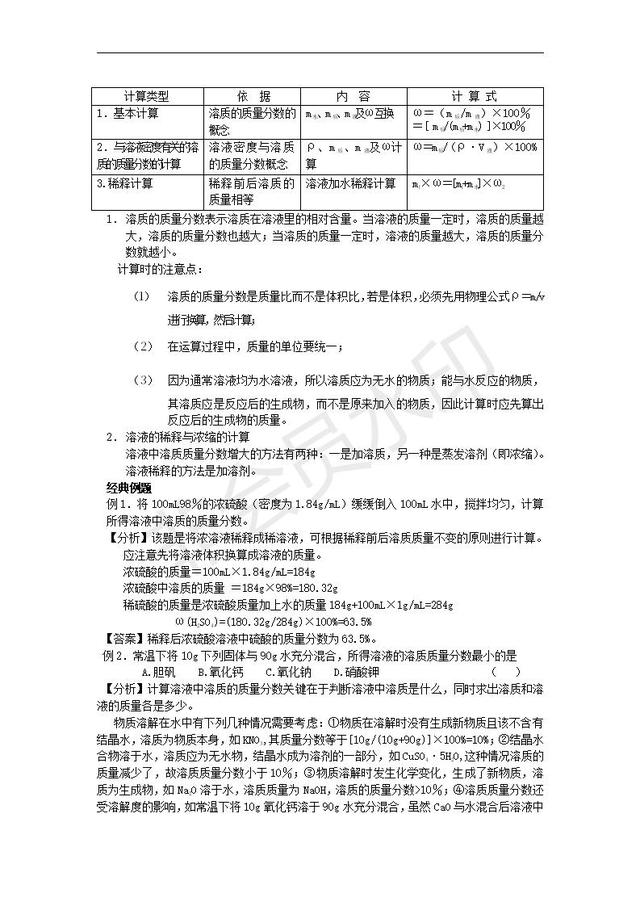 计算类型 依 据 内 容 计 算 式
1. 基本计算 溶质的质量分数的概念 m质、m剂、m液及ω互换 ω=(m质/m液)×100%
=[m质/(m质+m剂)]×100%
2. 与溶液密度有关的溶质的质量分数的计算 溶液密度与溶质的质量分数概念 ρ、m质、m液及ω计算 ω=m质/(ρ·V液)×100%
3.稀释计算 稀释前后溶质的质量相等 溶液加水稀释计算 m₁×ω=[m₁+m水]×ω₂
1. 溶质的质量分数表示溶质在溶液里的相对含量。当溶液的质量一定时，溶质的质量越
大，溶质的质量分数也越大；当溶质的质量一定时，溶液的质量越大，溶质的质量分
数就越小。
计算时的注意点：
(1) 溶质的质量分数是质量比而不是体积比，若是体积，必须先用物理公式ρ=m/v
进行换算，然后计算；
(2) 在运算过程中，质量的单位要统一；
(3) 因为通常溶液均为水溶液，所以溶质应为无水的物质；能与水反应的物质，
其溶质应是反应后的生成物，而不是原来加入的物质，因此计算时应先算出
反应后的生成物的质量。
2. 溶液的稀释与浓缩的计算
溶液中溶质质量分数增大的方法有两种：一是加溶质，另一种是蒸发溶剂（即浓缩）。
溶液稀释的方法是加溶剂。
经典例题
例1. 将100mL98%的浓硫酸（密度为1.84g/mL）缓缓倒入100mL水中，搅拌均匀，计算
所得溶液中溶质的质量分数。
【分析】该题是将浓溶液稀释成稀溶液，可根据稀释前后溶质质量不变的原则进行计算。
应注意先将溶液体积换算成溶液的质量。
浓硫酸的质量=100mL×1.84g/mL=184g
浓硫酸中溶质的质量 =184g×98%=180.32g
稀硫酸的质量是浓硫酸质量加上水的质量184g+100mL×1g/mL=284g
ω(H₂SO₄)=(180.32g/284g)×100%=63.5%
【答案】稀释后浓硫酸溶液中硫酸的质量分数为63.5%。
例2. 常温下将10g下列固体与90g水充分混合，所得溶液的溶质质量分数最小的是
A.胆矾 B.氧化钙 C.氧化钠 D.硝酸钾 （ ）
【分析】计算溶液中溶质的质量分数关键在于判断溶液中溶质是什么，同时求出溶质和溶
液的质量各是多少。
物质溶解在水中有下列几种情况需要考虑：①物质在溶解时没有生成新物质且该不含有
结晶水，溶质为物质本身，如KNO₃,其质量分数等于[10g/(10g+90g)]×100%=10%；②结晶水
合物溶于水，溶质应为无水物，结晶水成为溶剂的一部分，如CuSO₄·5H₂O,这种情况溶质的
质量减少了，故溶质质量分数小于10%；③物质溶解时发生化学变化，生成了新物质，溶
质为生成物，如Na₂O溶于水，溶质质量为NaOH，溶质的质量分数>10%；④溶质质量分数还
受溶解度的影响，如常温下将10g氧化钙溶于90g水充分混合，虽然CaO与水混合后溶液中
会员水印